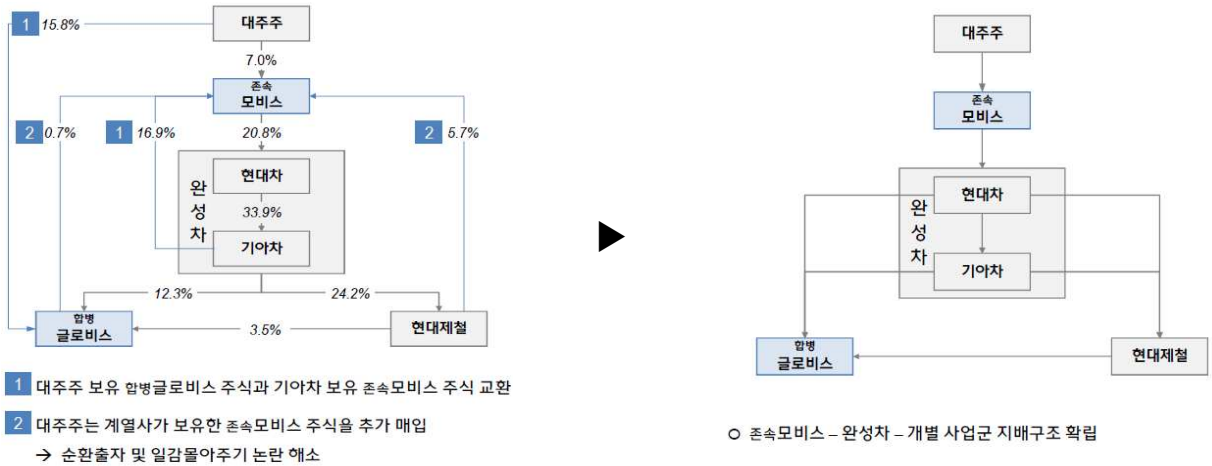 1 15.8%
대주주
7.0%
존속
모비스
2 0.7%
1 16.9%
20.8%
2 5.7%
완성차
현대차
33.9%
기아차
12.3%
24.2%
합병
글로비스
3.5%
현대제철
1 대주주 보유 합병글로비스 주식과 기아차 보유 존속모비스 주식 교환
2 대주주는 계열사가 보유한 존속모비스 주식을 추가 매입
→ 순환출자 및 일감몰아주기 논란 해소
▶
대주주
존속
모비스
완성차
현대차
기아차
합병
글로비스
현대제철
○ 존속모비스 – 완성차 – 개별 사업군 지배구조 확립